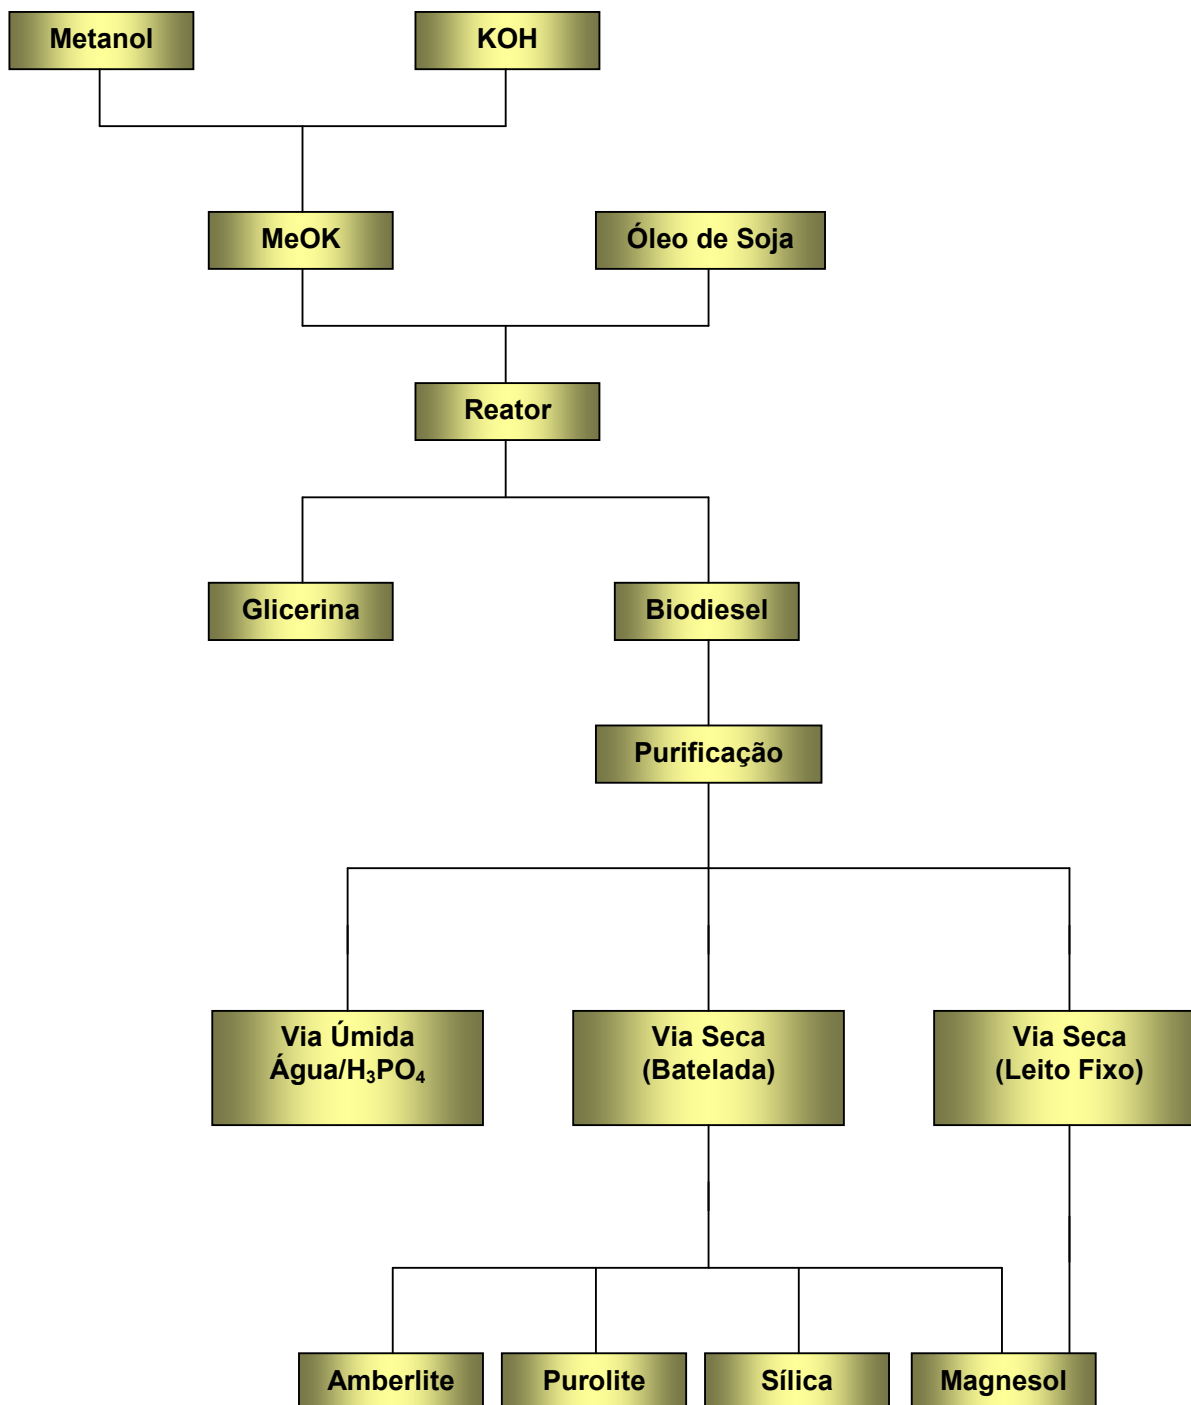 Metanol
KOH
MeOK
Óleo de Soja
Reator
Glicerina
Biodiesel
Purificação
Via Úmida
Água/H₃PO₄
Via Seca
(Batelada)
Via Seca
(Leito Fixo)
Amberlite
Purolite
Sílica
Magnesol